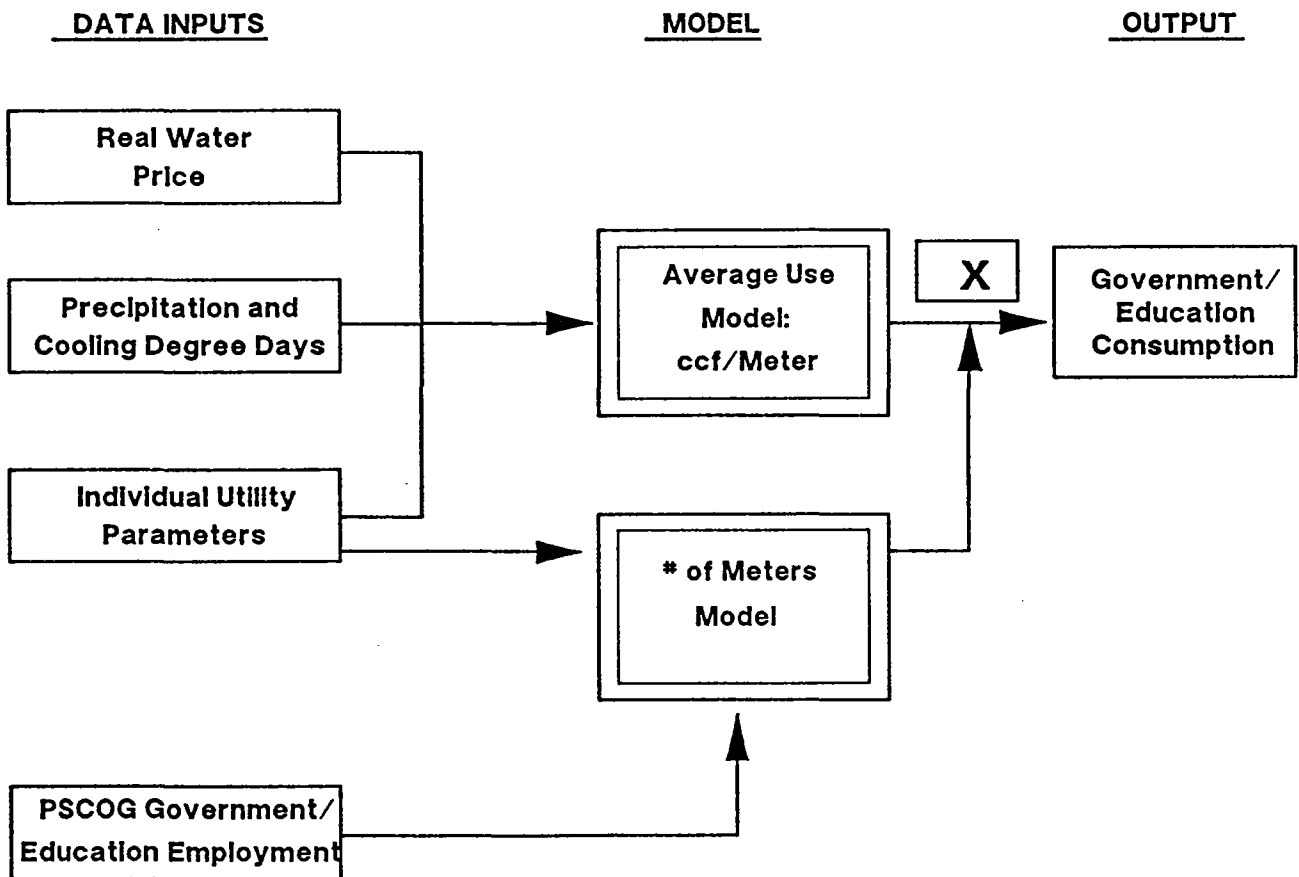 DATA INPUTS
MODEL
OUTPUT
Real Water
Price
Precipitation and
Cooling Degree Days
Individual Utility
Parameters
PSCOG Government/
Education Employment
Average Use
Model:
ccf/Meter
# of Meters
Model
X
Government/
Education
Consumption